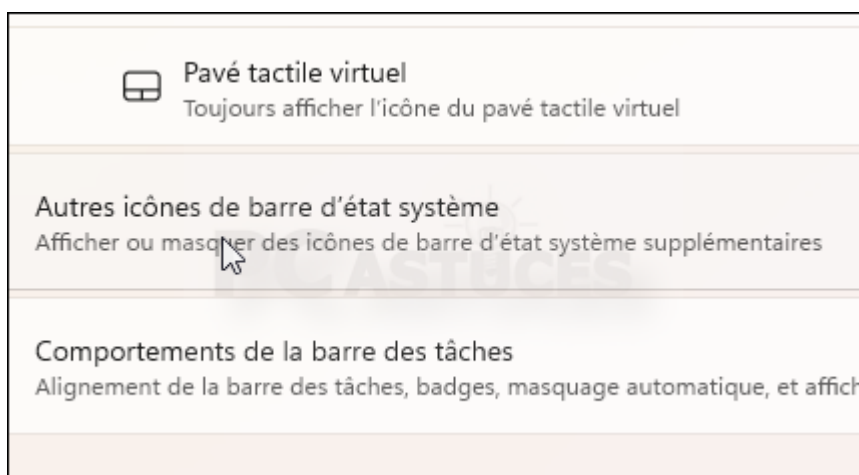 Pavé tactile virtuel
Toujours afficher l’icône du pavé tactile virtuel
Autres icônes de barre d’état système
Afficher ou masquer des icônes de barre d’état système supplémentaires
PC ASTUCES
Comportements de la barre des tâches
Alignement de la barre des tâches, badges, masquage automatique, et affich